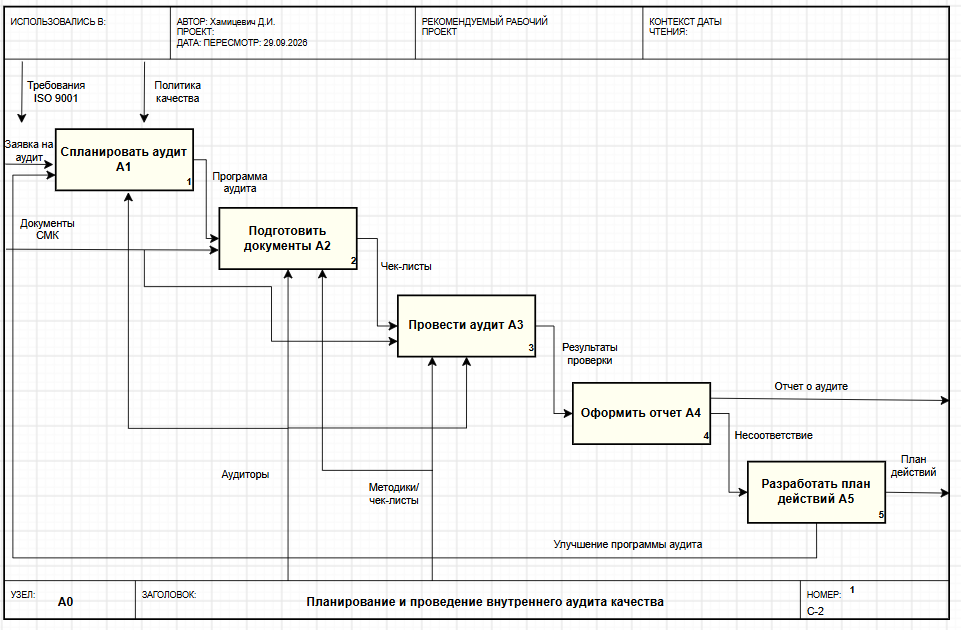 ИСПОЛЬЗОВАЛИСЬ В:
АВТОР: Хамицевич Д.И.
ПРОЕКТ:
ДАТА: ПЕРЕСМОТР: 29.09.2026
РЕКОМЕНДУЕМЫЙ РАБОЧИЙ
ПРОЕКТ
КОНТЕКСТ ДАТЫ
ЧТЕНИЯ:
Требования
ISO 9001
Политика
качества
Заявка на
аудит
Спланировать аудит
А1
1
Программа
аудита
Документы
СМК
Подготовить
документы А2
2
Чек-листы
Провести аудит А3
3
Результаты
проверки
Оформить отчет А4
4
Отчет о аудите
Несоответствие
Разработать план
действий А5
5
План
действий
Аудиторы
Методики/
чек-листы
Улучшение программы аудита
УЗЕЛ:
А0
ЗАГОЛОВОК:
Планирование и проведение внутреннего аудита качества
НОМЕР:
1
С-2